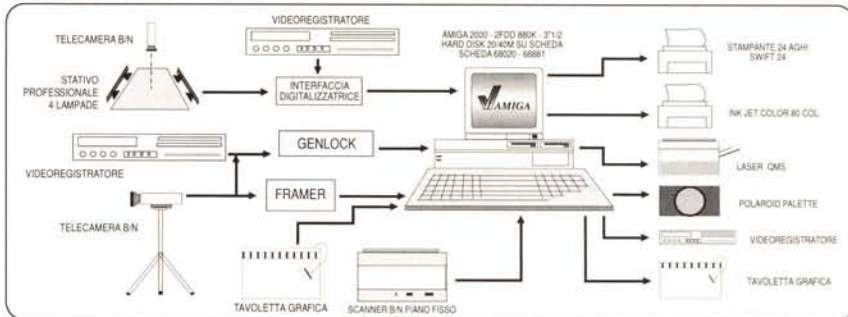 VIDEOREGISTRATORE
TELECAMERA B/N
STATIVO
PROFESSIONALE
4 LAMPADE
INTERFACCIA
DIGITALIZZATRICE
AMIGA 2000 - 2FDD 880K - 3"1/2
HARD DISK 20/40M SU SCHEDA
SCHEDA 68020 - 68881
AMIGA
STAMPANTE 24 AGHI
SWIFT 24
INK JET COLOR 80 COL.
VIDEOREGISTRATORE
GENLOCK
FRAMER
LASER QMS
POLAROID PALETTE
TELECAMERA B/N
VIDEOREGISTRATORE
TAVOLETTA GRAFICA
SCANNER B/N PIANO FISSO
TAVOLETTA GRAFICA